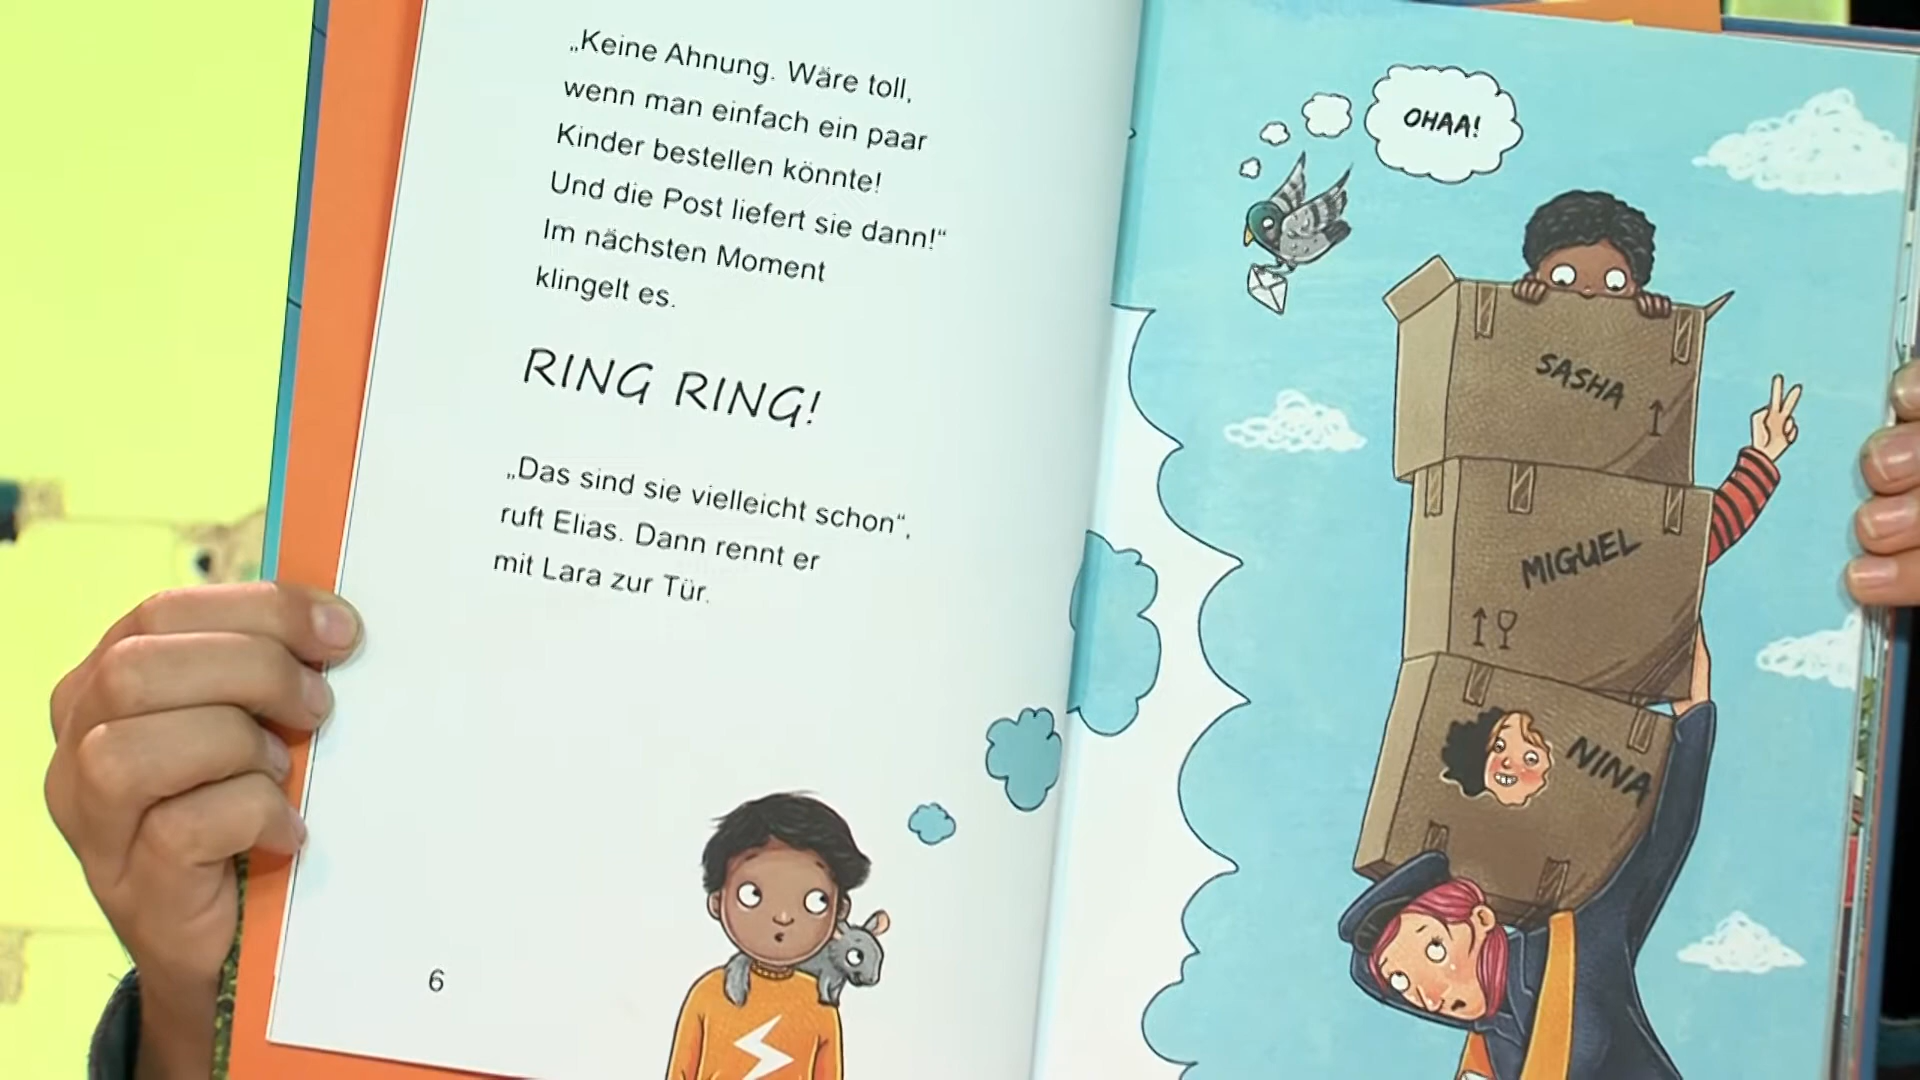 „Keine Ahnung. Wäre toll,
wenn man einfach ein paar
Kinder bestellen könnte!
Und die Post liefert sie dann!“
Im nächsten Moment
klingelt es.
RING RING!
„Das sind sie vielleicht schon“,
ruft Elias. Dann rennt er
mit Lara zur Tür.
6
OHAA!
SASHA
MIGUEL
NINA